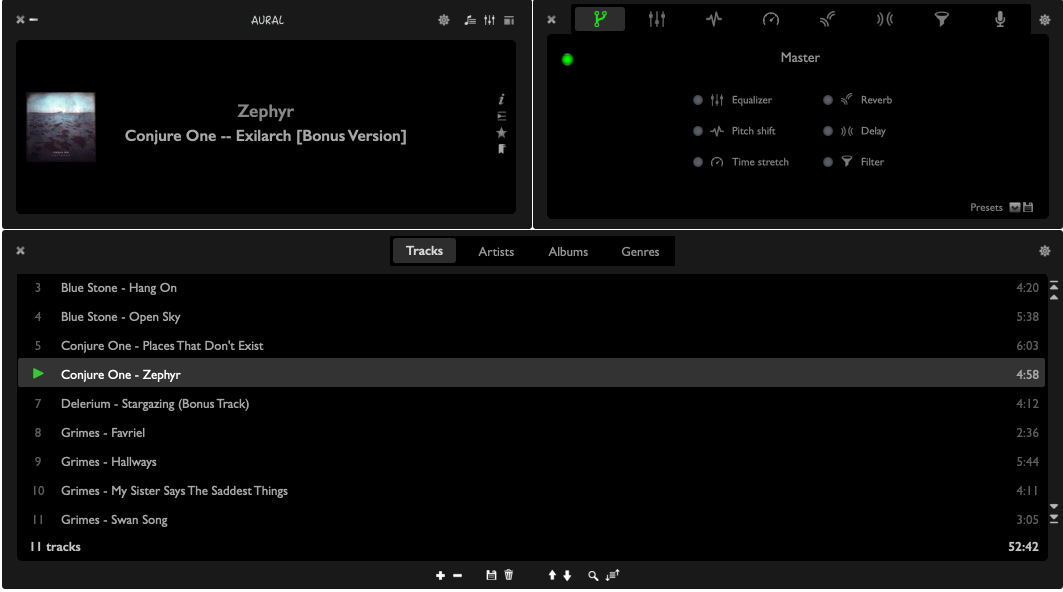 AURAL
Zephyr
Conjure One -- Exilarch [Bonus Version]
Master
Equalizer Reverb
Pitch shift Delay
Time stretch Filter
Presets
Tracks Artists Albums Genres
3 Blue Stone - Hang On 4:20
4 Blue Stone - Open Sky 5:38
5 Conjure One - Places That Don't Exist 6:03
Conjure One - Zephyr 4:58
7 Delerium - Stargazing (Bonus Track) 4:12
8 Grimes - Favriel 2:36
9 Grimes - Hallways 5:44
10 Grimes - My Sister Says The Saddest Things 4:11
11 Grimes - Swan Song 3:05
11 tracks 52:42